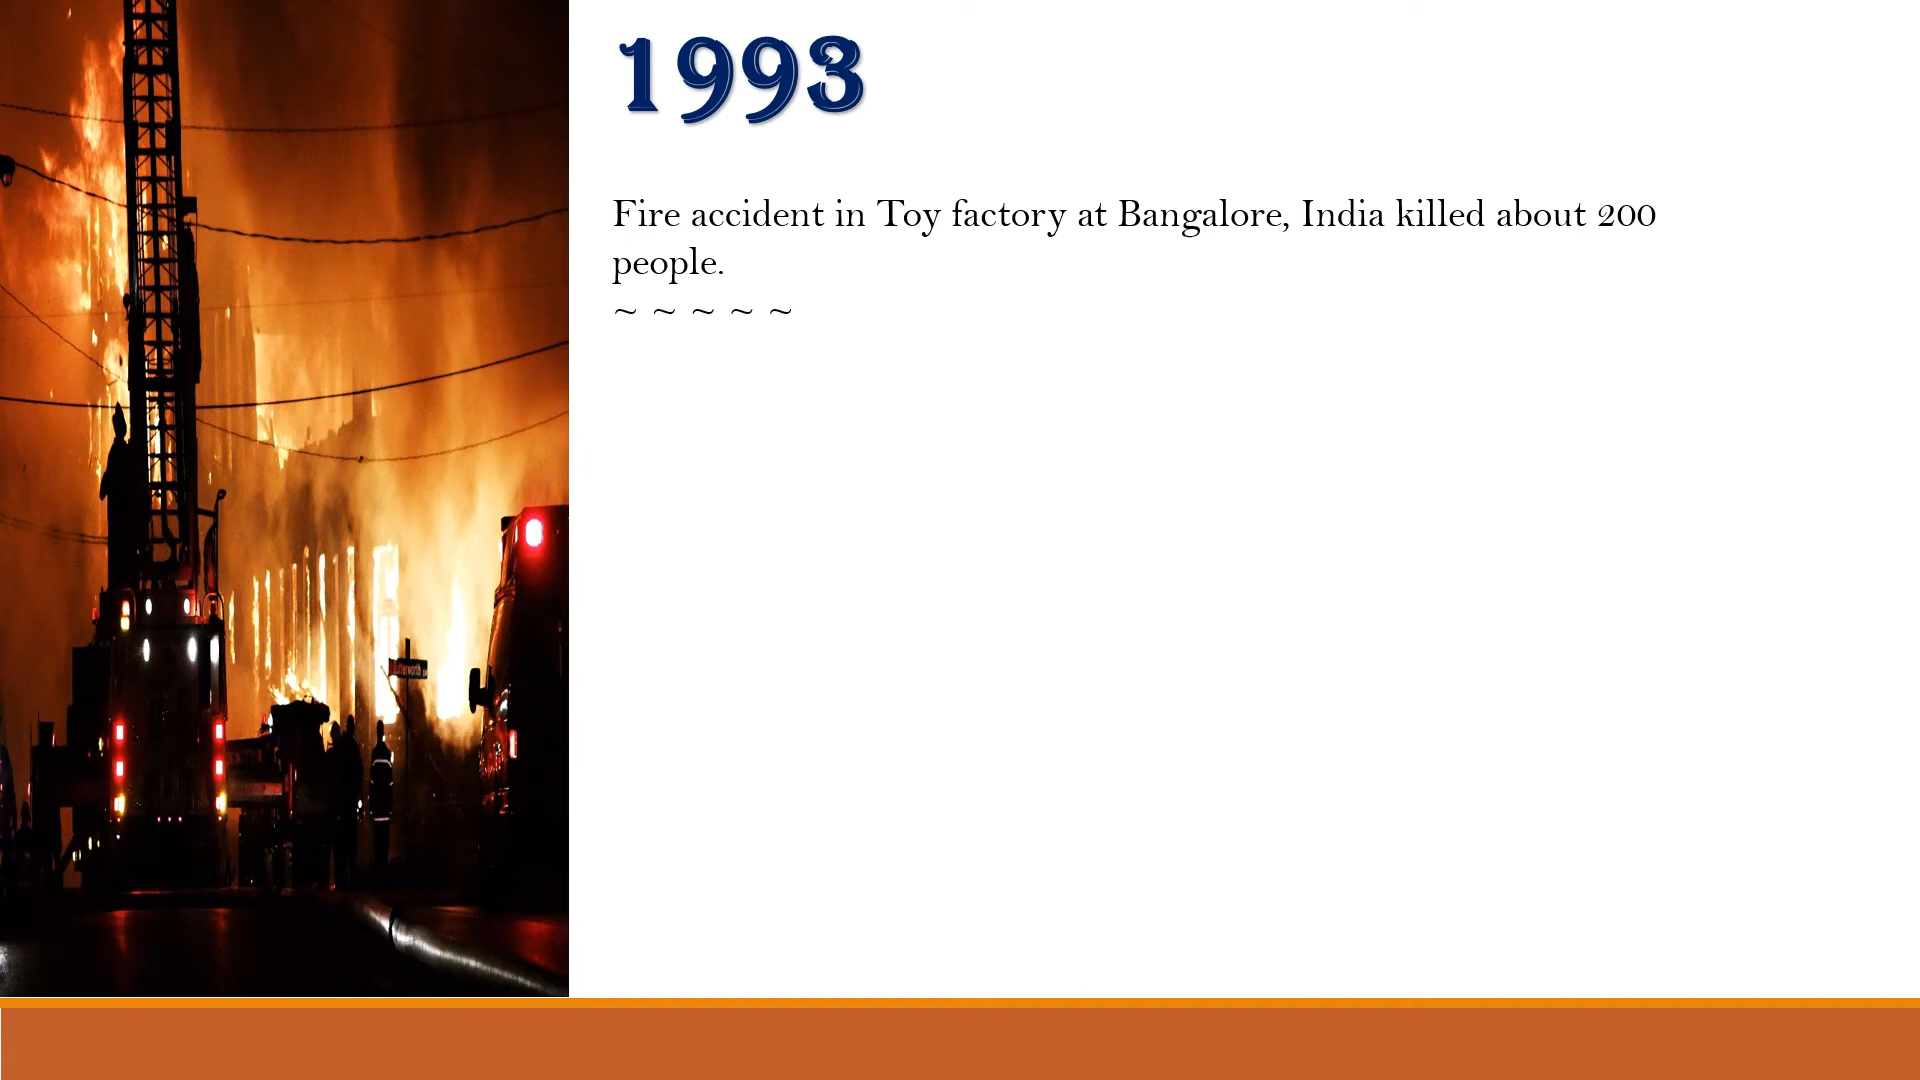 1993
Fire accident in Toy factory at Bangalore, India killed about 200
people.
~ ~ ~ ~ ~